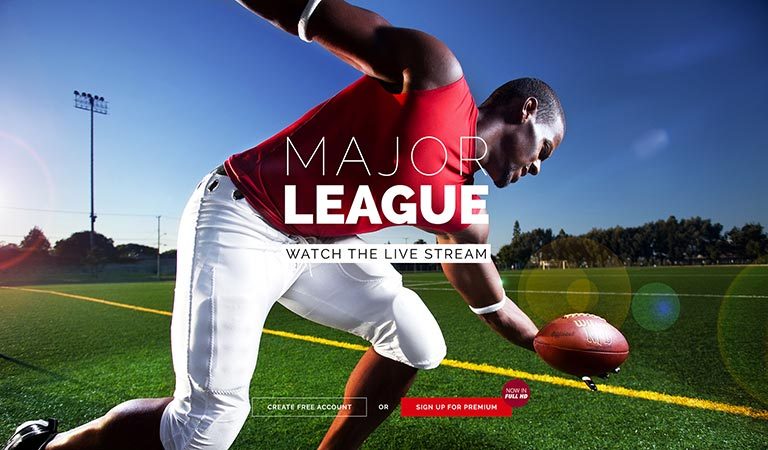 MAJOR
LEAGUE
WATCH THE LIVE STREAM
NOW IN
FULL HD
CREATE FREE ACCOUNT
OR
SIGN UP FOR PREMIUM